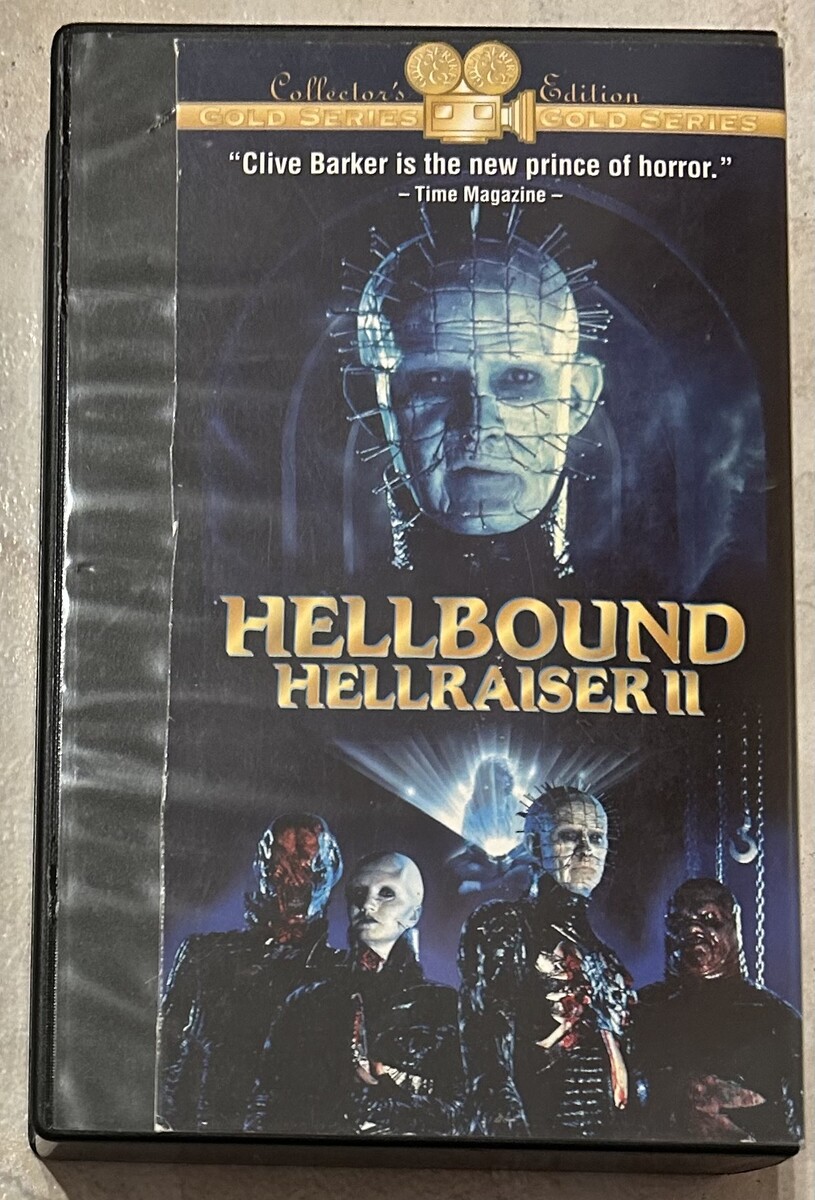 Collector's Edition
GOLD SERIES GOLD SERIES
“Clive Barker is the new prince of horror.”
– Time Magazine –
HELLBOUND
HELLRAISER II